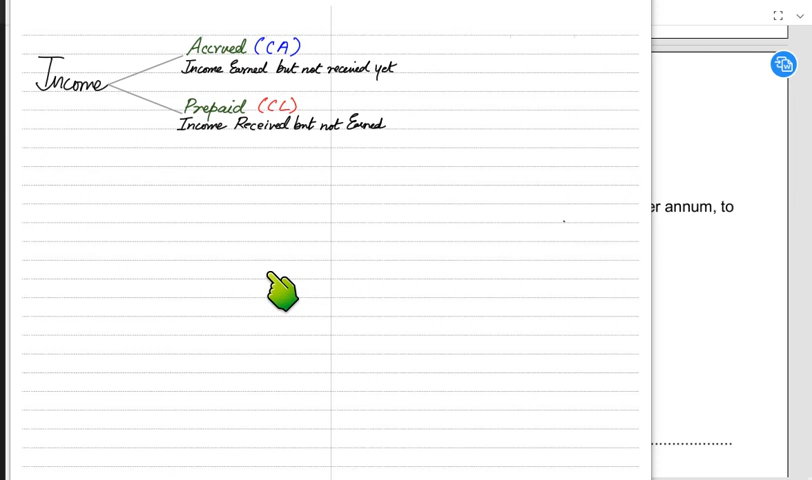 Income
Accrued (CA)
Income Earned but not received yet
Prepaid (CL)
Income Received but not Earned
er annum, to
....................